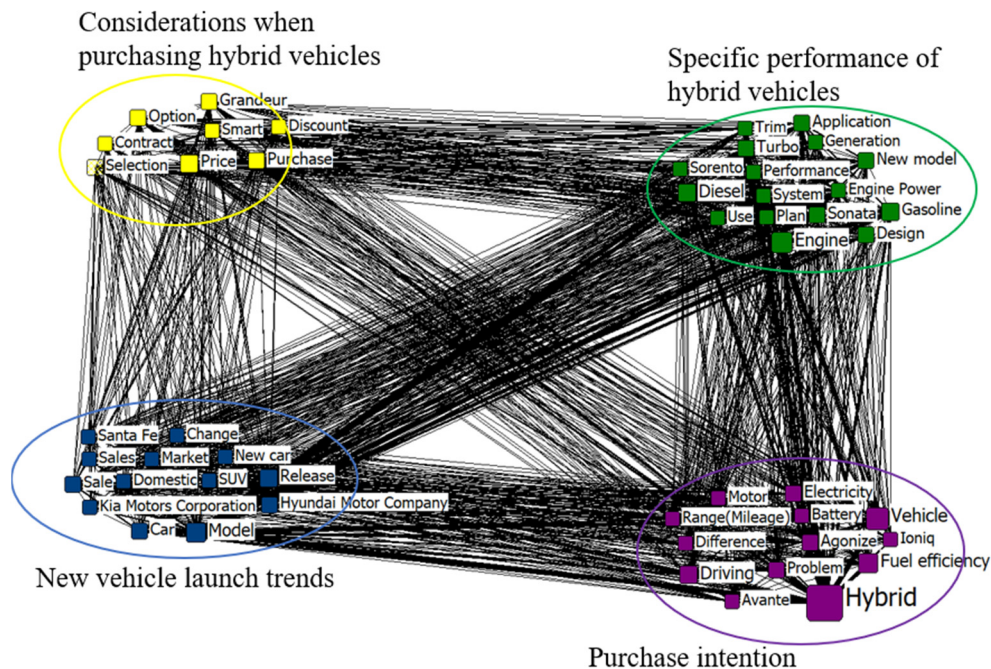 Considerations when
purchasing hybrid vehicles
Grandeur
Option
Smart
Discount
Contract
Selection
Price
Purchase
Specific performance of
hybrid vehicles
Trim
Application
Turbo
Generation
New model
Sorento
Performance
Diesel
System
Engine Power
Use
Plan
Sonata
Gasoline
Engine
Design
Santa Fe
Change
Sales
Market
New car
Sale
Domestic
SUV
Release
Kia Motors Corporation
Hyundai Motor Company
Car
Model
New vehicle launch trends
Motor
Electricity
Range(Mileage)
Battery
Vehicle
Difference
Agonize
Ioniq
Driving
Problem
Fuel efficiency
Avante
Hybrid
Purchase intention